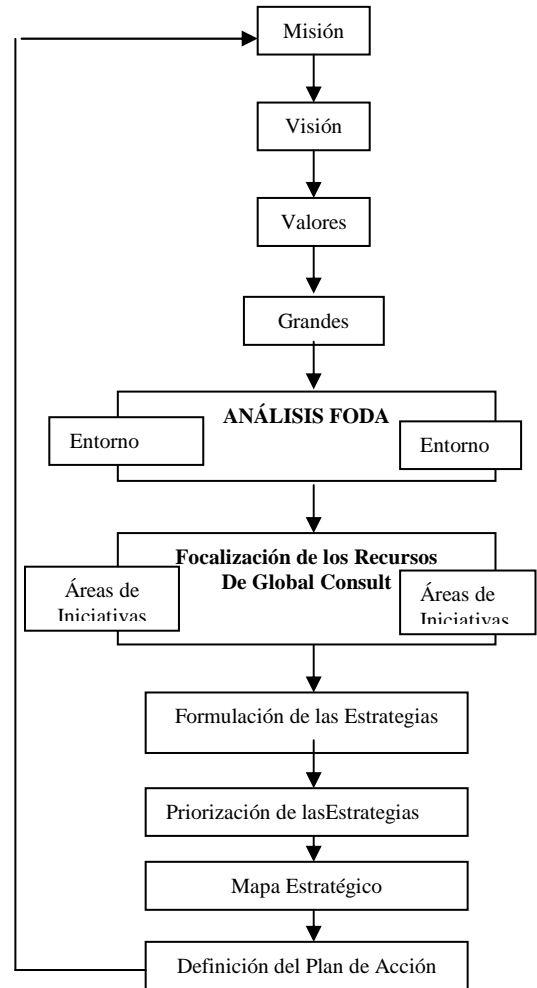 Misión
Visión
Valores
Grandes
ANÁLISIS FODA
Entorno
Entorno
Focalización de los Recursos
De Global Consult
Áreas de
Iniciativas
Áreas de
Iniciativas
Formulación de las Estrategias
Priorización de lasEstrategias
Mapa Estratégico
Definición del Plan de Acción